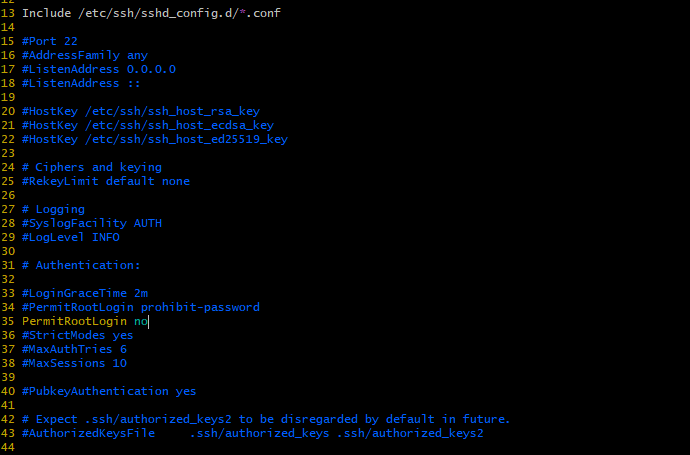 12
13 Include /etc/ssh/sshd_config.d/*.conf
14
15 #Port 22
16 #AddressFamily any
17 #ListenAddress 0.0.0.0
18 #ListenAddress ::
19
20 #HostKey /etc/ssh/ssh_host_rsa_key
21 #HostKey /etc/ssh/ssh_host_ecdsa_key
22 #HostKey /etc/ssh/ssh_host_ed25519_key
23
24 # Ciphers and keying
25 #RekeyLimit default none
26
27 # Logging
28 #SyslogFacility AUTH
29 #LogLevel INFO
30
31 # Authentication:
32
33 #LoginGraceTime 2m
34 #PermitRootLogin prohibit-password
35 PermitRootLogin no
36 #StrictModes yes
37 #MaxAuthTries 6
38 #MaxSessions 10
39
40 #PubkeyAuthentication yes
41
42 # Expect .ssh/authorized_keys2 to be disregarded by default in future.
43 #AuthorizedKeysFile     .ssh/authorized_keys .ssh/authorized_keys2
44